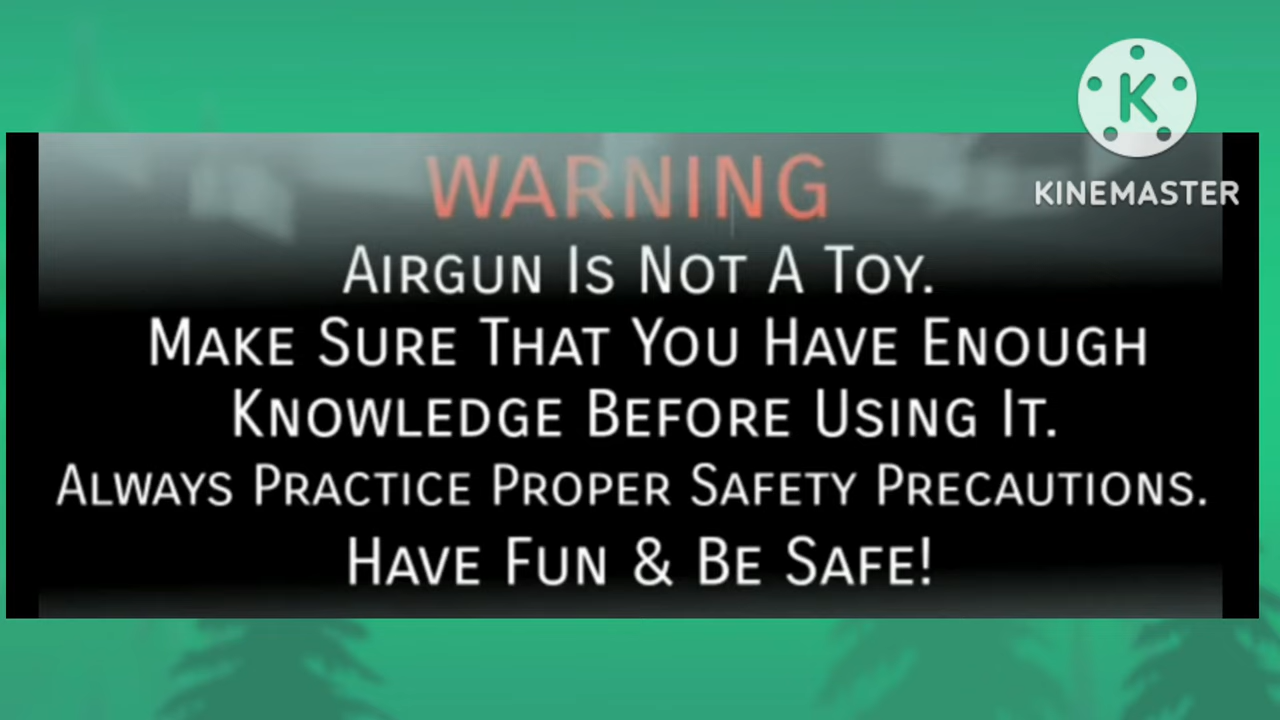 K
KINEMASTER
WARNING
AIRGUN IS NOT A TOY.
MAKE SURE THAT YOU HAVE ENOUGH
KNOWLEDGE BEFORE USING IT.
ALWAYS PRACTICE PROPER SAFETY PRECAUTIONS.
HAVE FUN & BE SAFE!